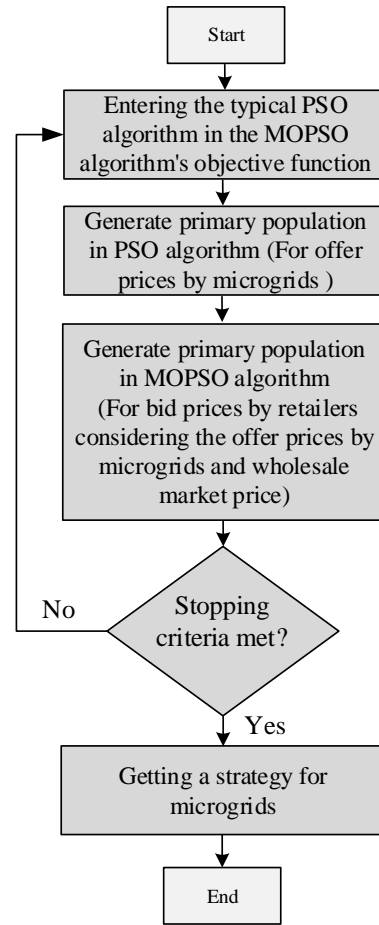 Start
Entering the typical PSO
algorithm in the MOPSO
algorithm's objective function
Generate primary population
in PSO algorithm (For offer
prices by microgrids )
Generate primary population
in MOPSO algorithm
(For bid prices by retailers
considering the offer prices by
microgrids and wholesale
market price)
No
Stopping
criteria met?
Yes
Getting a strategy for
microgrids
End